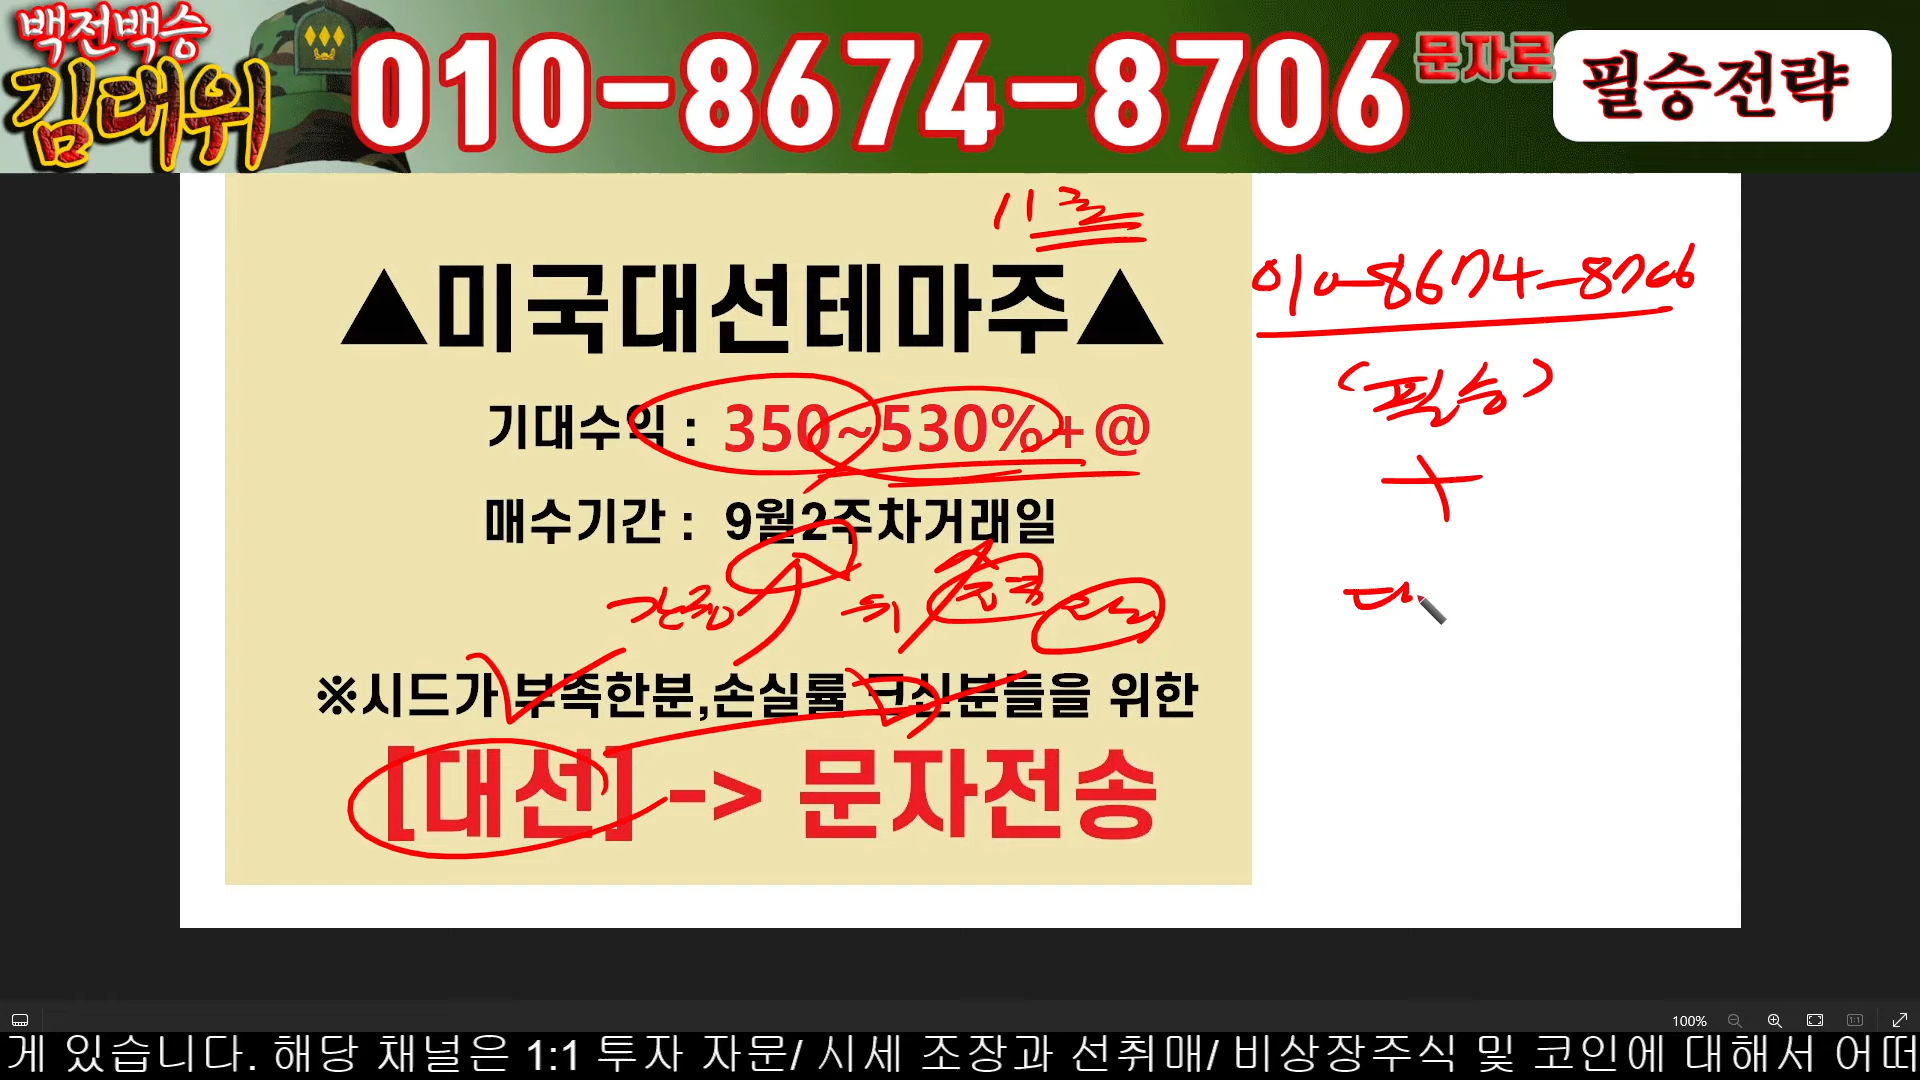 백전백승
김대위
010-8674-8706
문자로
필승전략
11월
▲미국대선테마주▲
기대수익 : 350~530%+@
매수기간 : 9월2주차거래일
※시드가 부족한분,손실률 크신분들을 위한
[대선] -> 문자전송
010-8674-8706
(필승)
+
100%
게 있습니다. 해당 채널은 1:1 투자 자문/ 시세 조장과 선취매/ 비상장주식 및 코인에 대해서 어떠